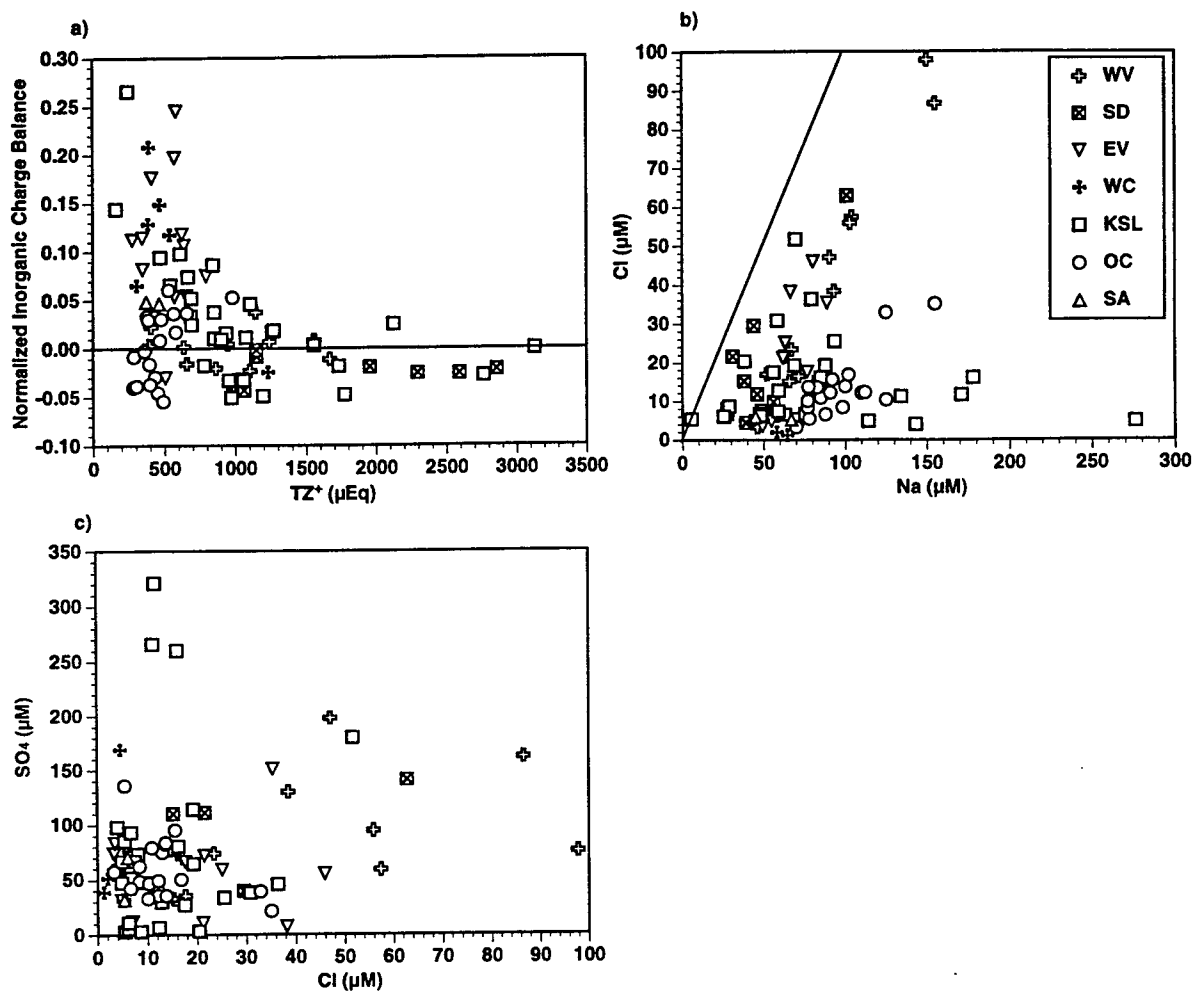 a)
Normalized Inorganic Charge Balance
0.30
0.25
0.20
0.15
0.10
0.05
0.00
-0.05
-0.10
0 500 1000 1500 2000 2500 3000 3500
TZ⁺ (µEq)
b)
Cl (µM)
100
90
80
70
60
50
40
30
20
10
0
0 50 100 150 200 250 300
Na (µM)
WV
SD
EV
WC
KSL
OC
SA
c)
SO₄ (µM)
350
300
250
200
150
100
50
0
0 10 20 30 40 50 60 70 80 90 100
Cl (µM)